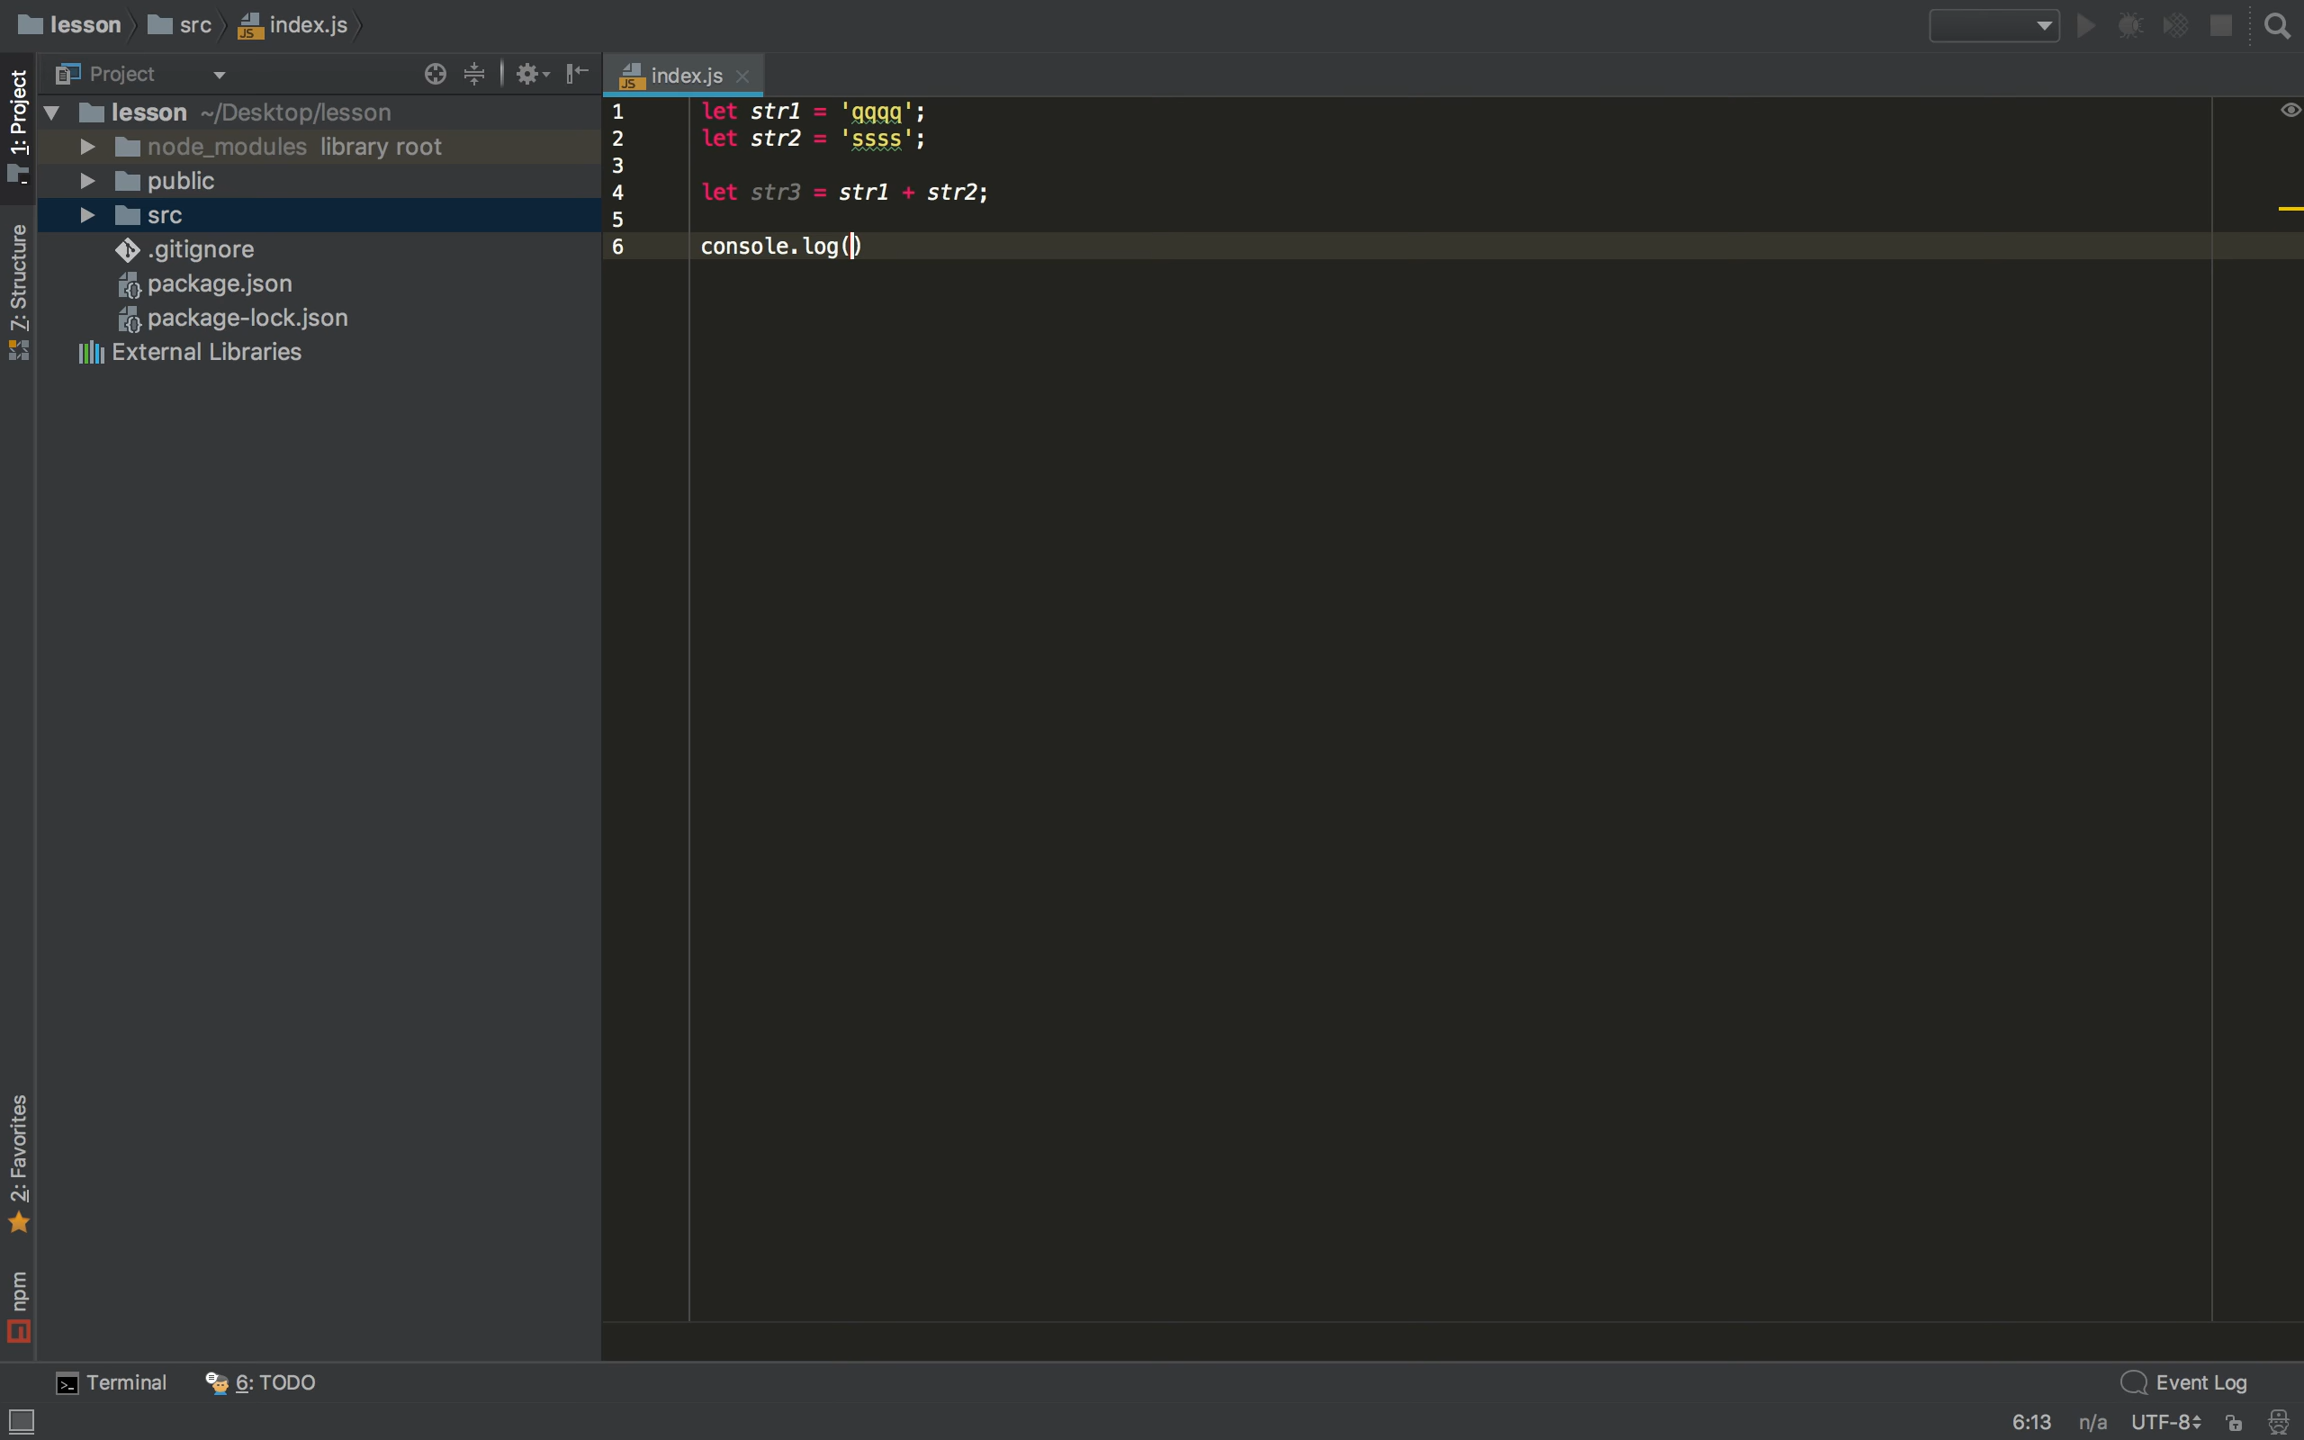 lesson src index.js
1: Project
Project
index.js
lesson ~/Desktop/lesson
node_modules library root
public
src
.gitignore
package.json
package-lock.json
External Libraries
Z: Structure
2: Favorites
npm
1 let str1 = 'qqqq';
2 let str2 = 'ssss';
3
4 let str3 = str1 + str2;
5
6 console.log()
Terminal
6: TODO
Event Log
6:13 n/a UTF-8